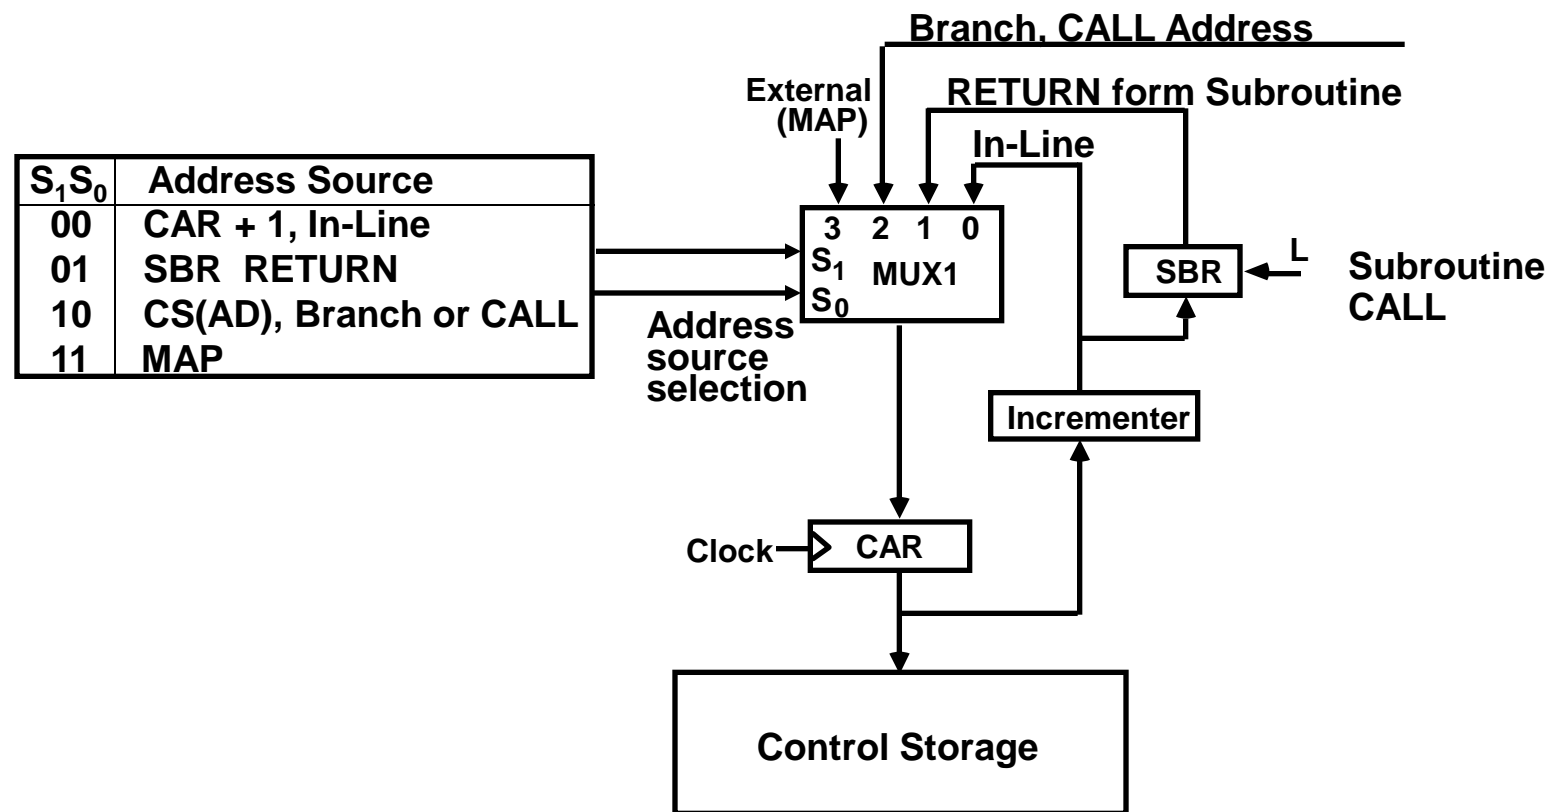 Branch, CALL Address
External
(MAP)
RETURN form Subroutine
In-Line
S1S0 Address Source
00 CAR + 1, In-Line
01 SBR RETURN
10 CS(AD), Branch or CALL
11 MAP
3 2 1 0
S1
MUX1
S0
Address
source
selection
SBR
L
Subroutine
CALL
Incrementer
Clock
CAR
Control Storage